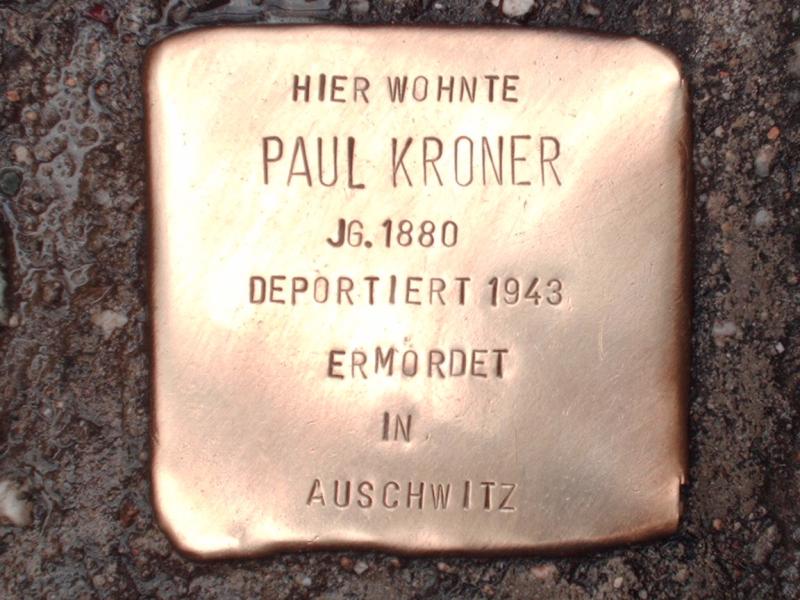 HIER WOHNTE
PAUL KRONER
JG. 1880
DEPORTIERT 1943
ERMORDET
IN
AUSCHWITZ